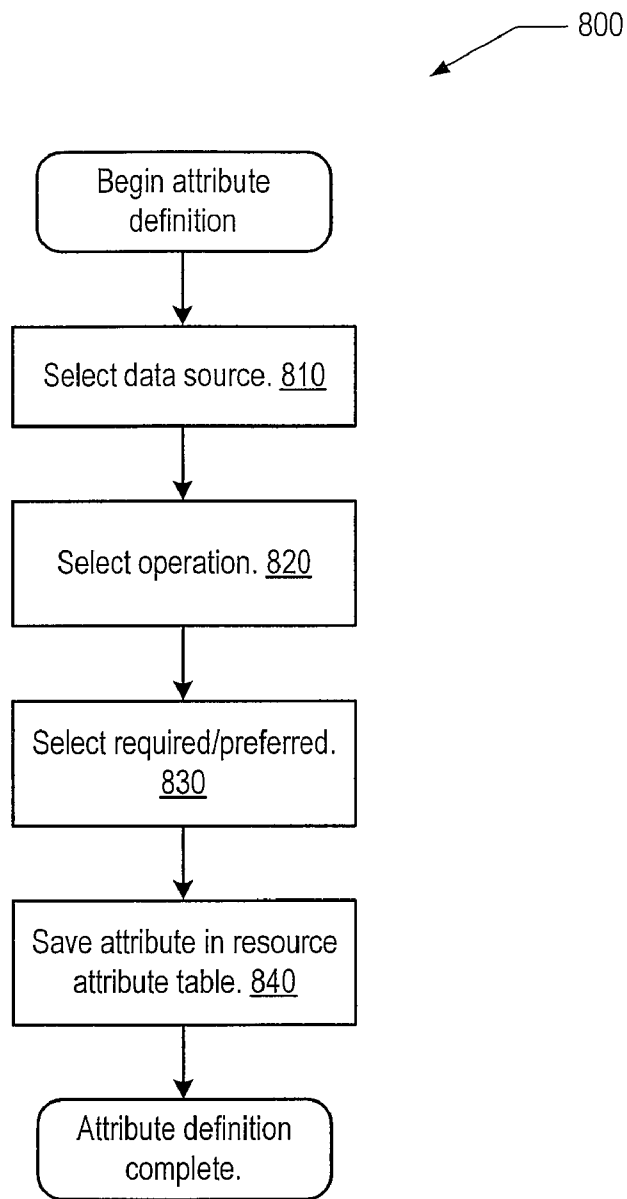 800
Begin attribute
definition
Select data source. 810
Select operation. 820
Select required/preferred.
830
Save attribute in resource
attribute table. 840
Attribute definition
complete.